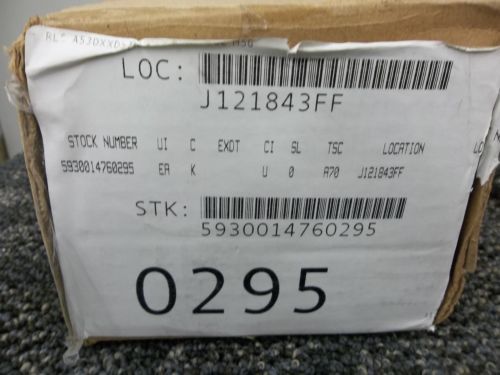 LOC:
J121843FF
STOCK NUMBER UI C EXDT CI SL TSC LOCATION
5930014760295 EA K U 0 A70 J121843FF
STK:
5930014760295
0295